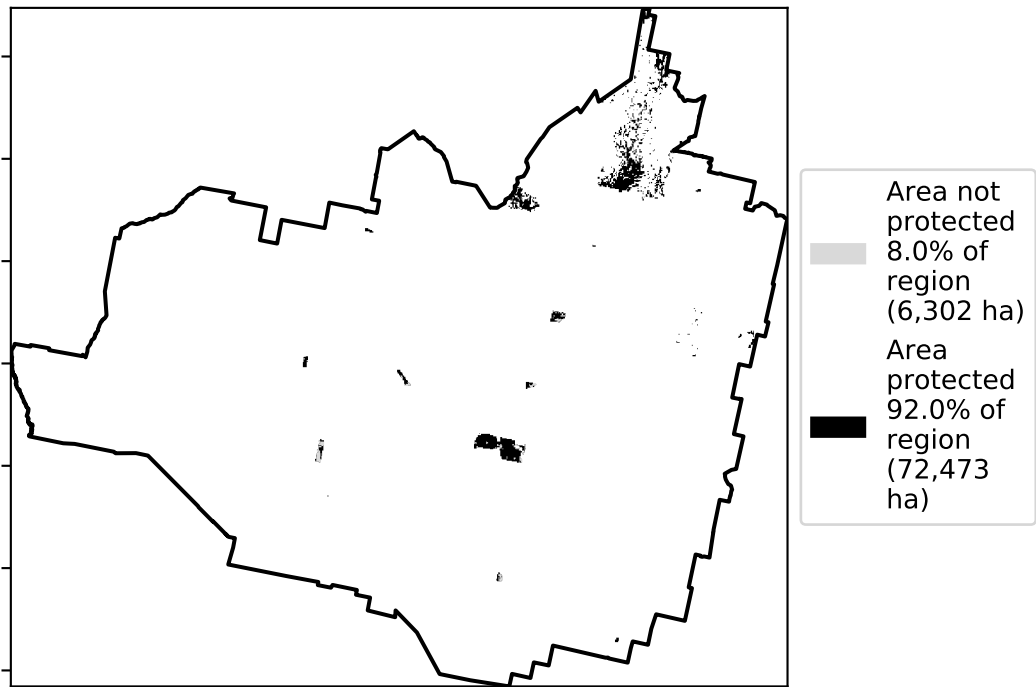 Area not
protected
8.0% of
region
(6,302 ha)
Area
protected
92.0% of
region
(72,473
ha)